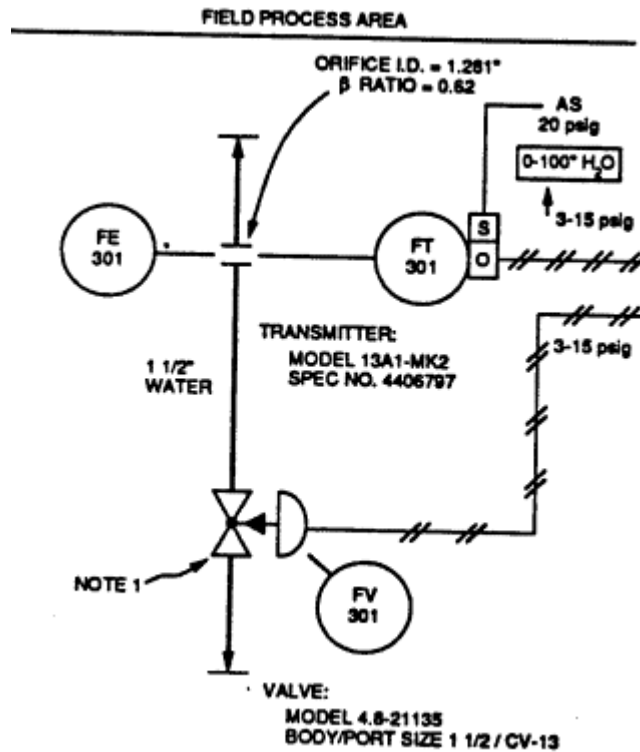 FIELD PROCESS AREA
ORIFICE I.D. = 1.261"
β RATIO = 0.62
AS
20 psig
0-100" H₂O
3-15 psig
FE
301
FT
301
S
O
TRANSMITTER:
MODEL 13A1-MK2
SPEC NO. 4406797
3-15 psig
1 1/2"
WATER
NOTE 1
FV
301
VALVE:
MODEL 4.8-21135
BODY/PORT SIZE 1 1/2 / CV-13